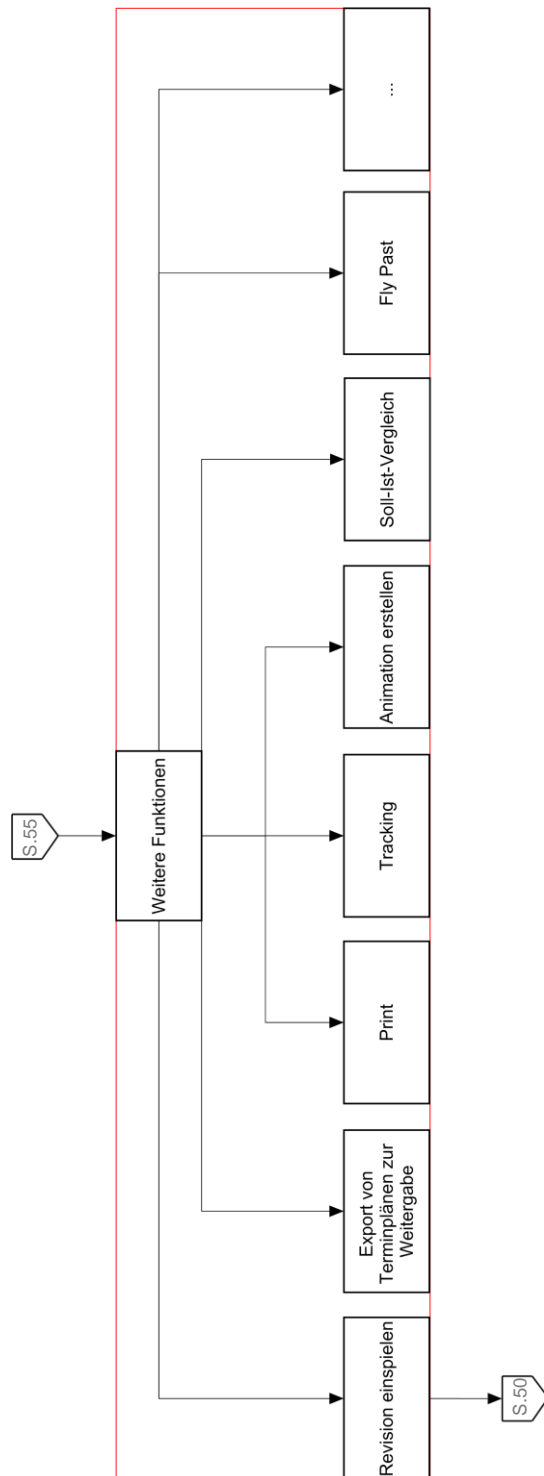 S.55
Weitere Funktionen
Revision einspielen
Export von
Terminplänen zur
Weitergabe
Print
Tracking
Animation erstellen
Soll-Ist-Vergleich
Fly Past
...
S.50